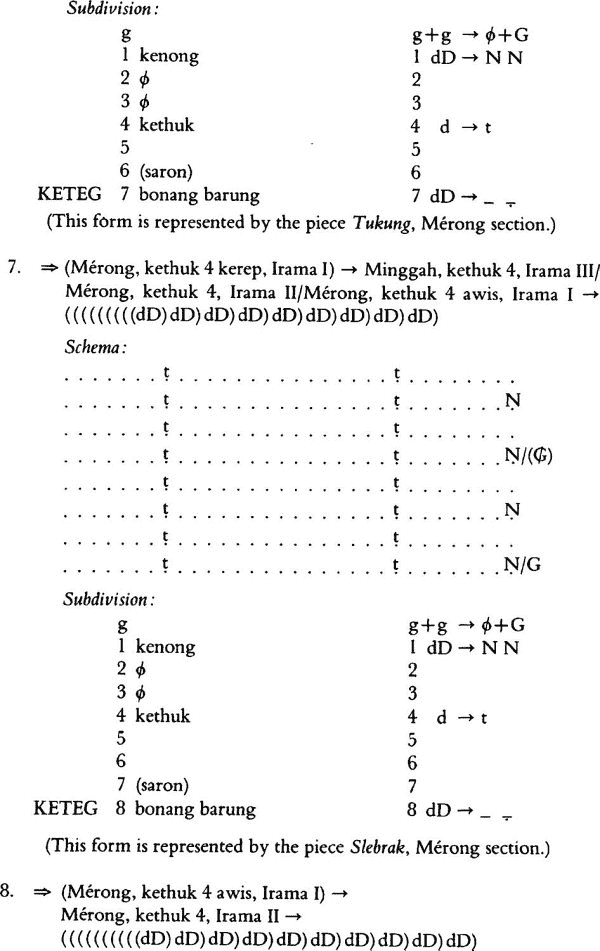 Subdivision:
g g+g → ϕ+G
1 kenong 1 dD → N N
2 ϕ 2
3 ϕ 3
4 kethuk 4 d → t
5 5
6 (saron) 6
KETEG 7 bonang barung 7 dD → _ _̣
(This form is represented by the piece Tukung, Mérong section.)
7. ⇒ (Mérong, kethuk 4 kerep, Irama I) → Minggah, kethuk 4, Irama III/
Mérong, kethuk 4, Irama II/Mérong, kethuk 4 awis, Irama I →
(((((((((dD) dD) dD) dD) dD) dD) dD) dD) dD)
Schema:
. . . . . . . ṭ . . . . . . . . . . . . . . . ṭ . . . . . . . .
. . . . . . . ṭ . . . . . . . . . . . . . . . ṭ . . . . . . . Ṇ
. . . . . . . ṭ . . . . . . . . . . . . . . . ṭ . . . . . . . .
. . . . . . . ṭ . . . . . . . . . . . . . . . ṭ . . . . . . . Ṇ/(₲)
. . . . . . . ṭ . . . . . . . . . . . . . . . ṭ . . . . . . . .
. . . . . . . ṭ . . . . . . . . . . . . . . . ṭ . . . . . . . Ṇ
. . . . . . . ṭ . . . . . . . . . . . . . . . ṭ . . . . . . . .
. . . . . . . ṭ . . . . . . . . . . . . . . . ṭ . . . . . . . Ṇ/G
Subdivision:
g g+g → ϕ+G
1 kenong 1 dD → N N
2 ϕ 2
3 ϕ 3
4 kethuk 4 d → t
5 5
6 6
7 (saron) 7
KETEG 8 bonang barung 8 dD → _ _̣
(This form is represented by the piece Slebrak, Mérong section.)
8. ⇒ (Mérong, kethuk 4 awis, Irama I) →
Mérong, kethuk 4, Irama II →
((((((((((dD) dD) dD) dD) dD) dD) dD) dD) dD) dD)